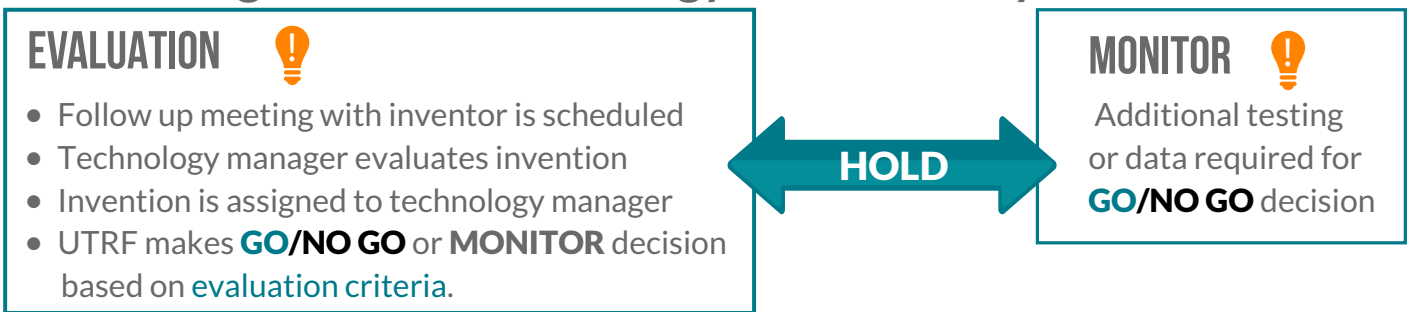 EVALUATION
• Follow up meeting with inventor is scheduled
• Technology manager evaluates invention
• Invention is assigned to technology manager
• UTRF makes GO/NO GO or MONITOR decision
based on evaluation criteria.
HOLD
MONITOR
Additional testing
or data required for
GO/NO GO decision